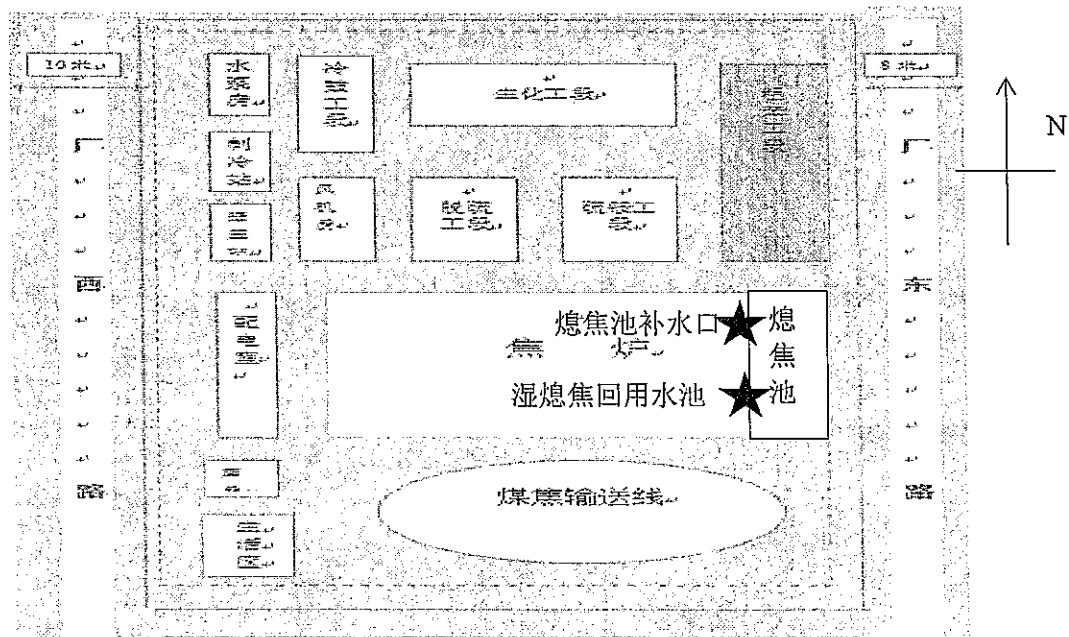 10米
8米
水泵房
冷鼓工段
生化工段
制冷站
风机房
脱硫工段
硫铵工段
厂西路
厂东路
N
配电室
焦炉
熄焦池补水口
湿熄焦回用水池
熄焦池
煤焦输送线